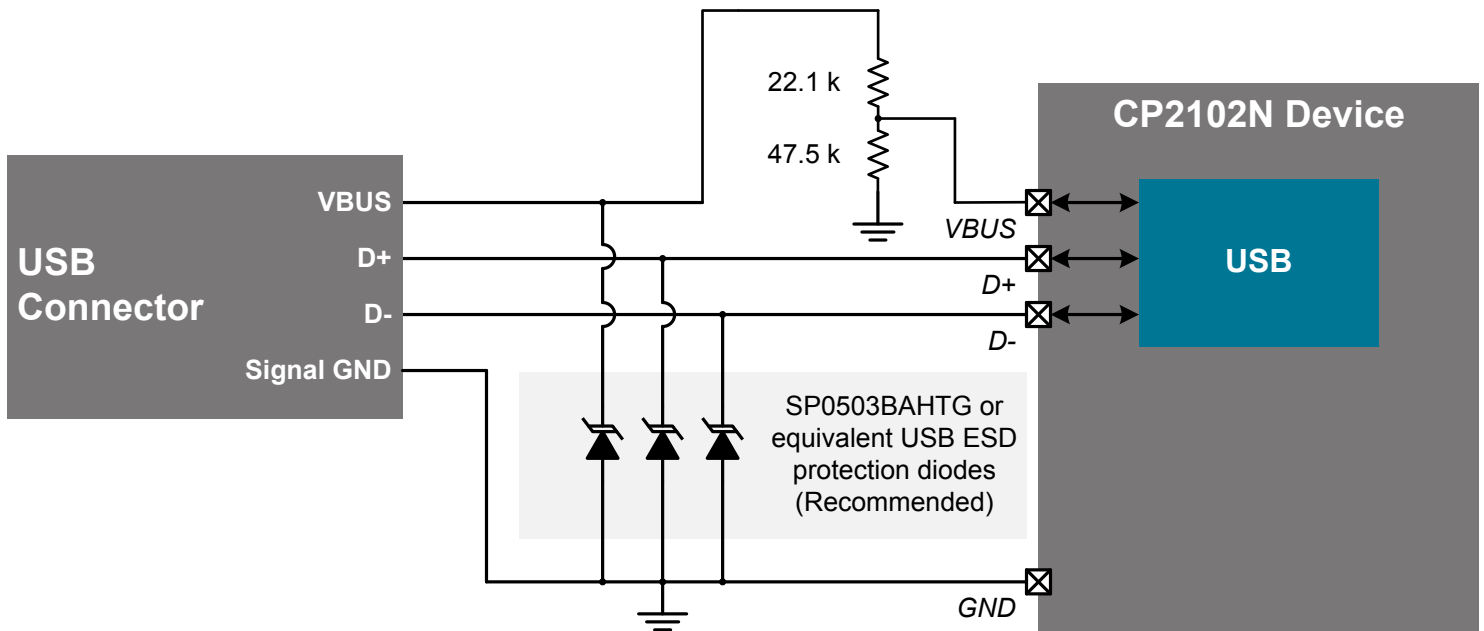 22.1 k
47.5 k
CP2102N Device
USB
Connector
VBUS
D+
D-
Signal GND
VBUS
D+
D-
GND
USB
SP0503BAHTG or
equivalent USB ESD
protection diodes
(Recommended)